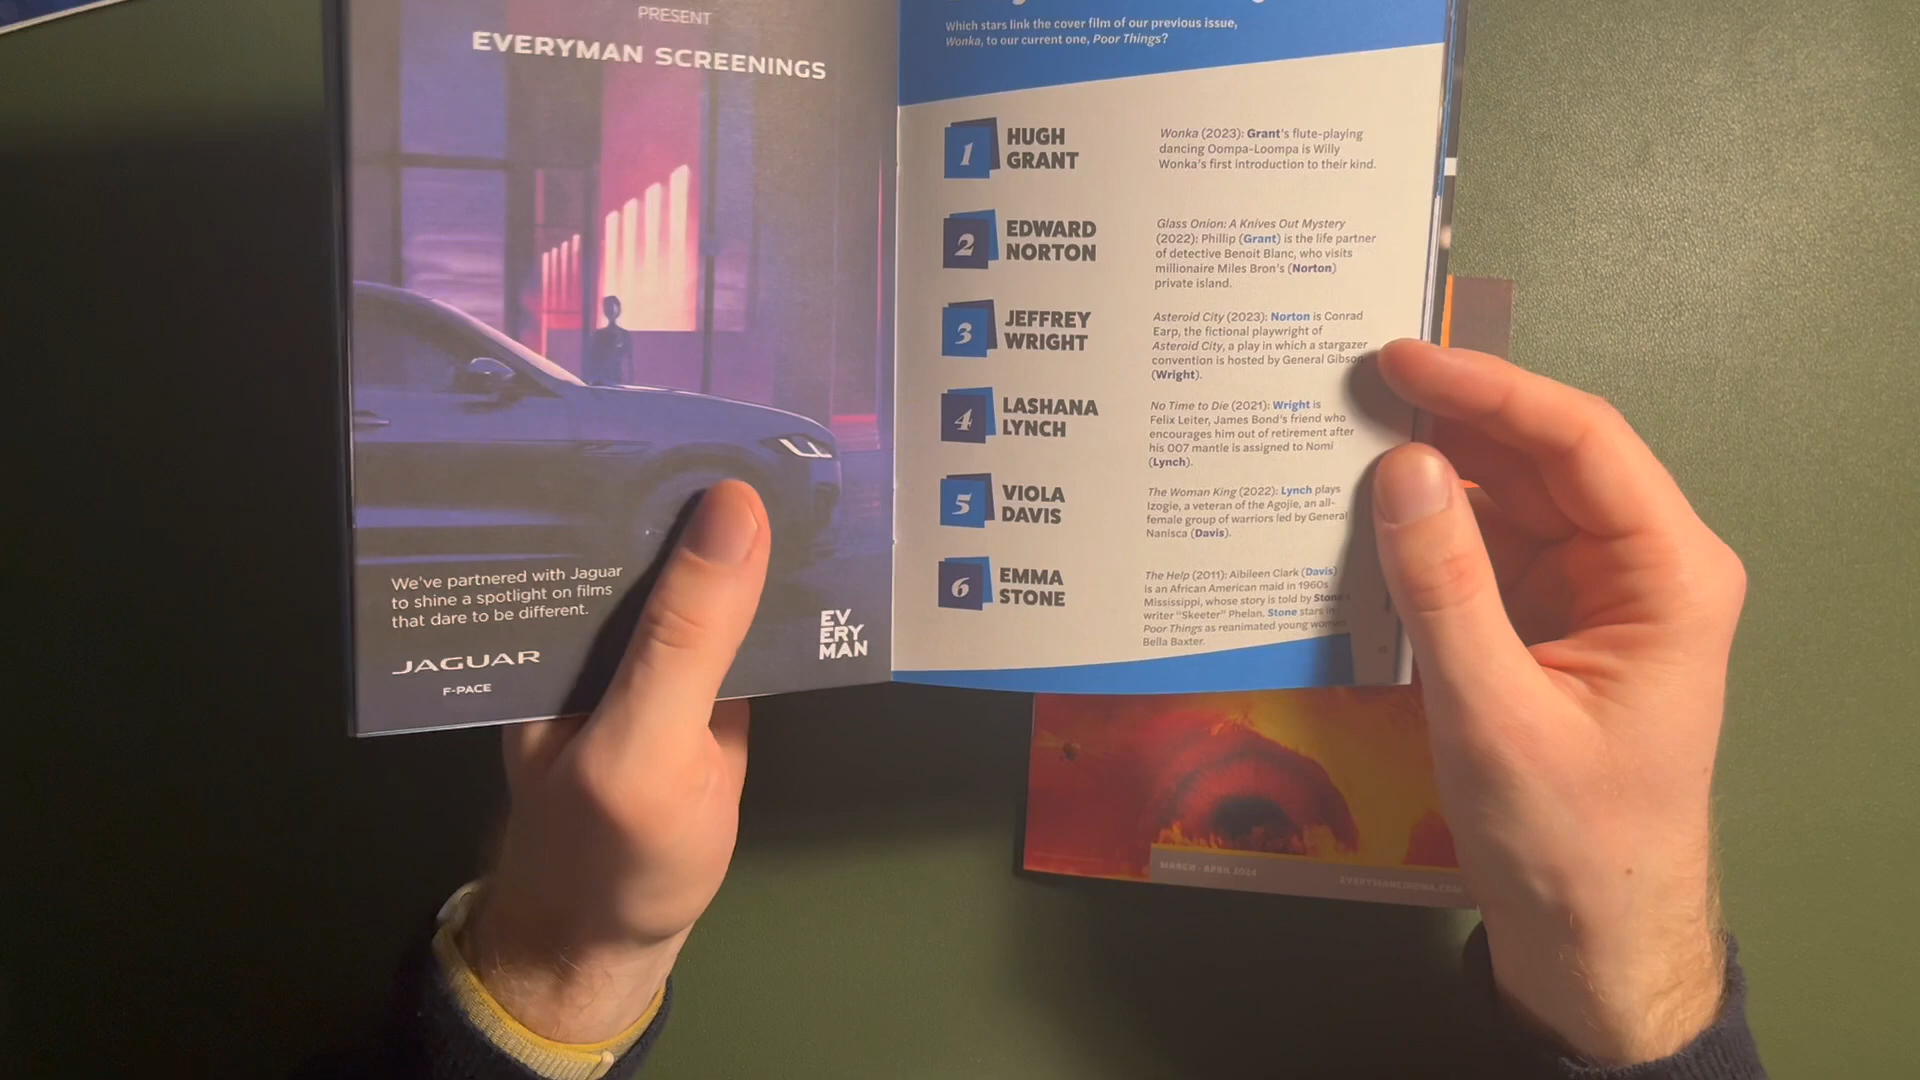 PRESENT
EVERYMAN SCREENINGS
We've partnered with Jaguar
to shine a spotlight on films
that dare to be different.
JAGUAR
F-PACE
EV
ERY
MAN
Which stars link the cover film of our previous issue,
Wonka, to our current one, Poor Things?
1
HUGH
GRANT
Wonka (2023): Grant's flute-playing
dancing Oompa-Loompa is Willy
Wonka's first introduction to their kind.
2
EDWARD
NORTON
Glass Onion: A Knives Out Mystery
(2022): Phillip (Grant) is the life partner
of detective Benoit Blanc, who visits
millionaire Miles Bron's (Norton)
private island.
3
JEFFREY
WRIGHT
Asteroid City (2023): Norton is Conrad
Earp, the fictional playwright of
Asteroid City, a play in which a stargazer
convention is hosted by General Gibson
(Wright).
4
LASHANA
LYNCH
No Time to Die (2021): Wright is
Felix Leiter, James Bond's friend who
encourages him out of retirement after
his 007 mantle is assigned to Nomi
(Lynch).
5
VIOLA
DAVIS
The Woman King (2022): Lynch plays
Izogie, a veteran of the Agojie, an all-
female group of warriors led by General
Nanisca (Davis).
6
EMMA
STONE
The Help (2011): Aibileen Clark (Davis)
is an African American maid in 1960s
Mississippi, whose story is told by Stone's
writer "Skeeter" Phelan. Stone stars in
Poor Things as reanimated young woman
Bella Baxter.
MARCH - APRIL 2024
EVERYMANCINEMA.COM